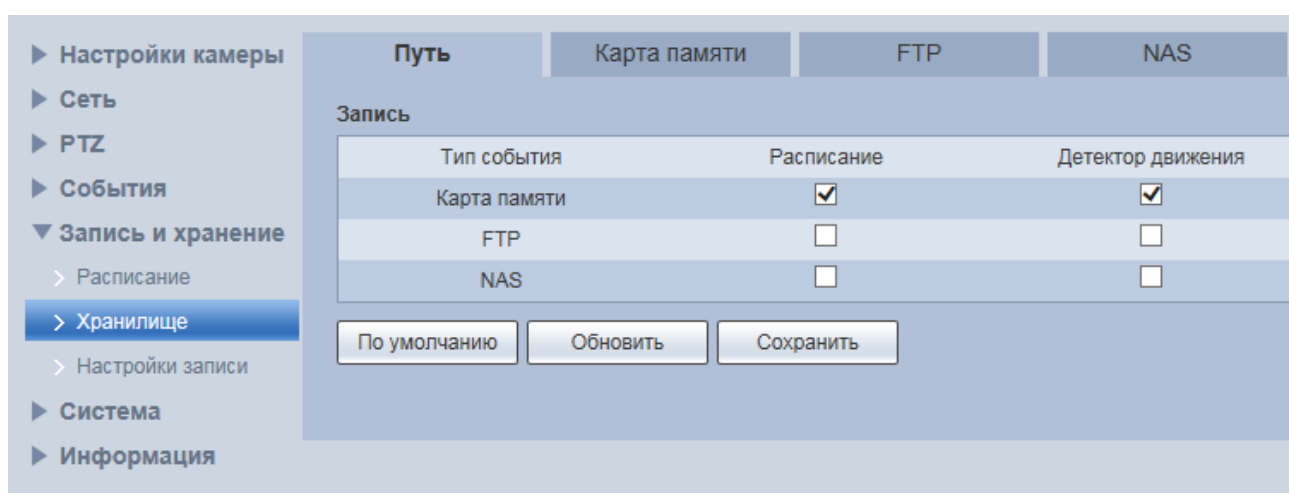 Настройки камеры
Сеть
PTZ
События
Запись и хранение
Расписание
Хранилище
Настройки записи
Система
Информация
Путь Карта памяти FTP NAS
Запись
Тип события Расписание Детектор движения
Карта памяти
FTP
NAS
По умолчанию Обновить Сохранить